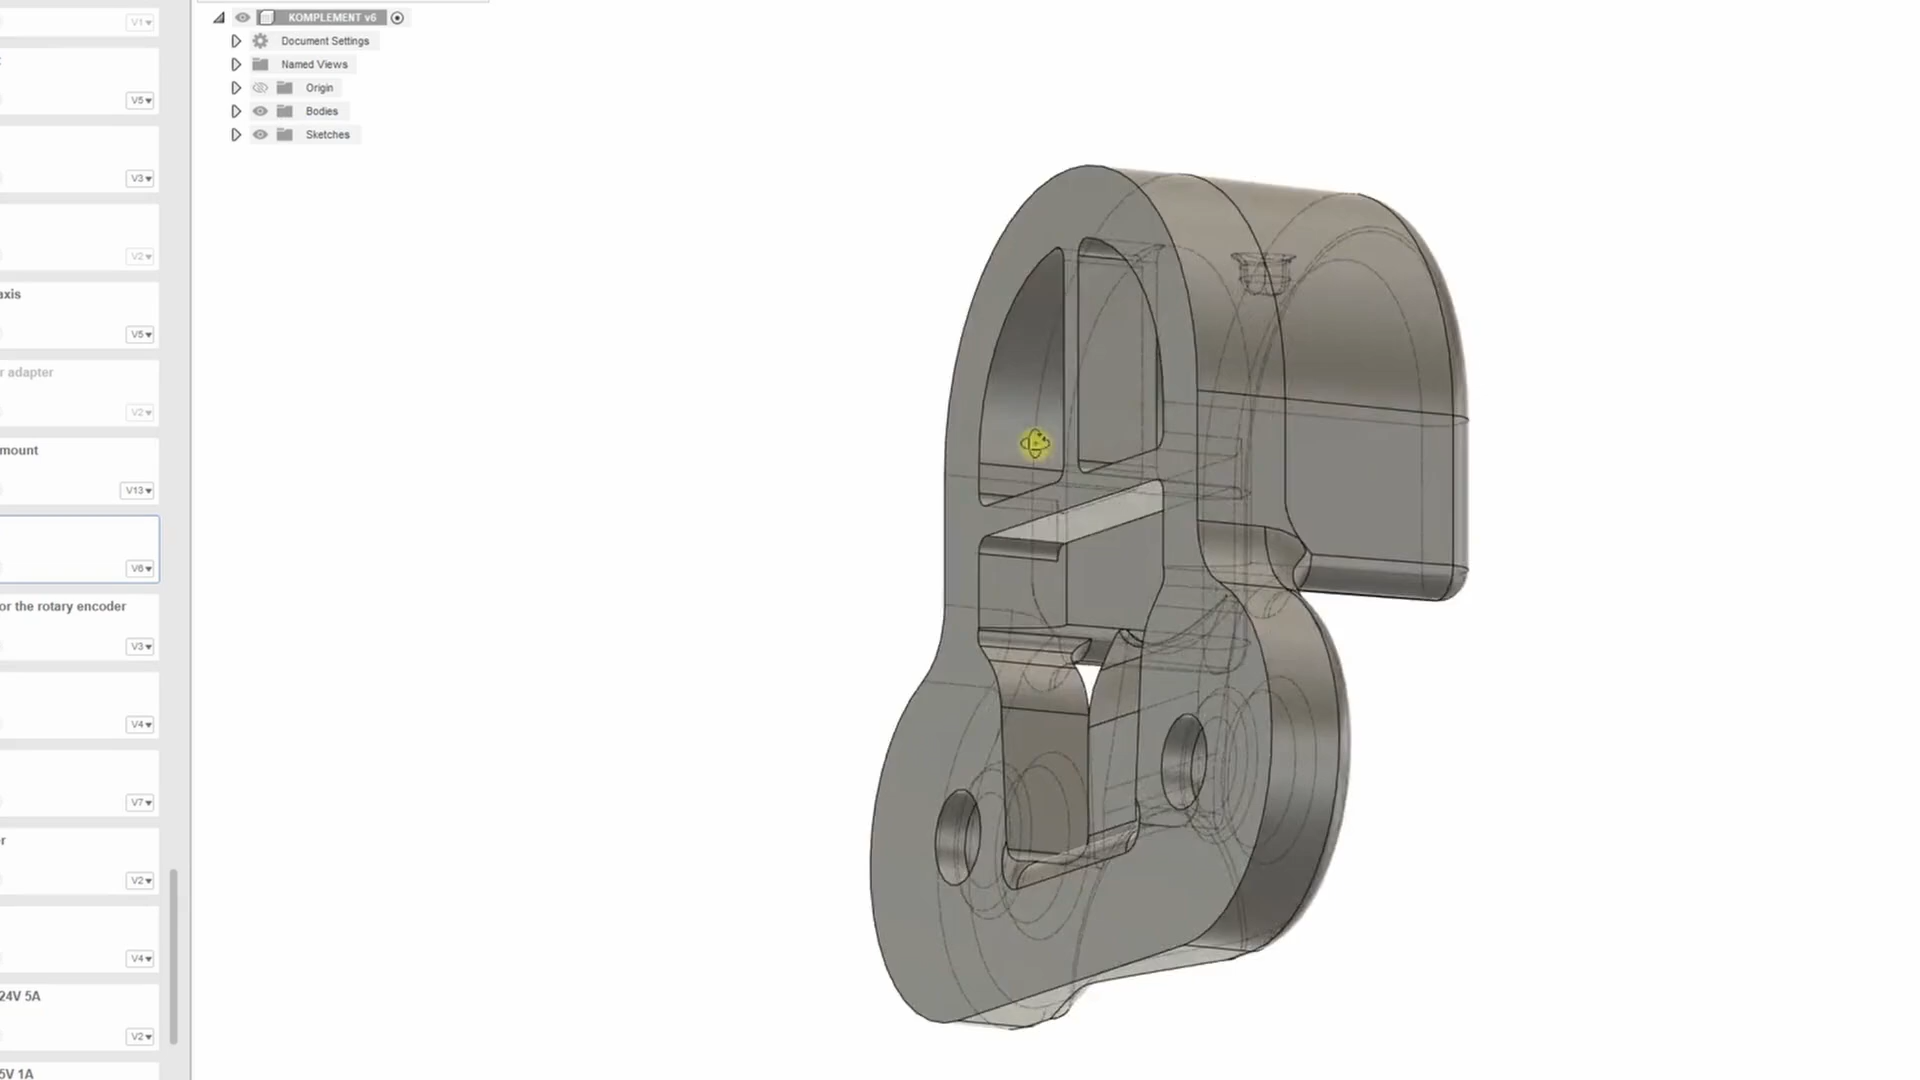 V1
V5
V3
V2
axis
V5
r adapter
V2
mount
V13
V6
or the rotary encoder
V3
V4
V7
r
V2
V4
24V 5A
V2
5V 1A
KOMPLEMENT v6
Document Settings
Named Views
Origin
Bodies
Sketches